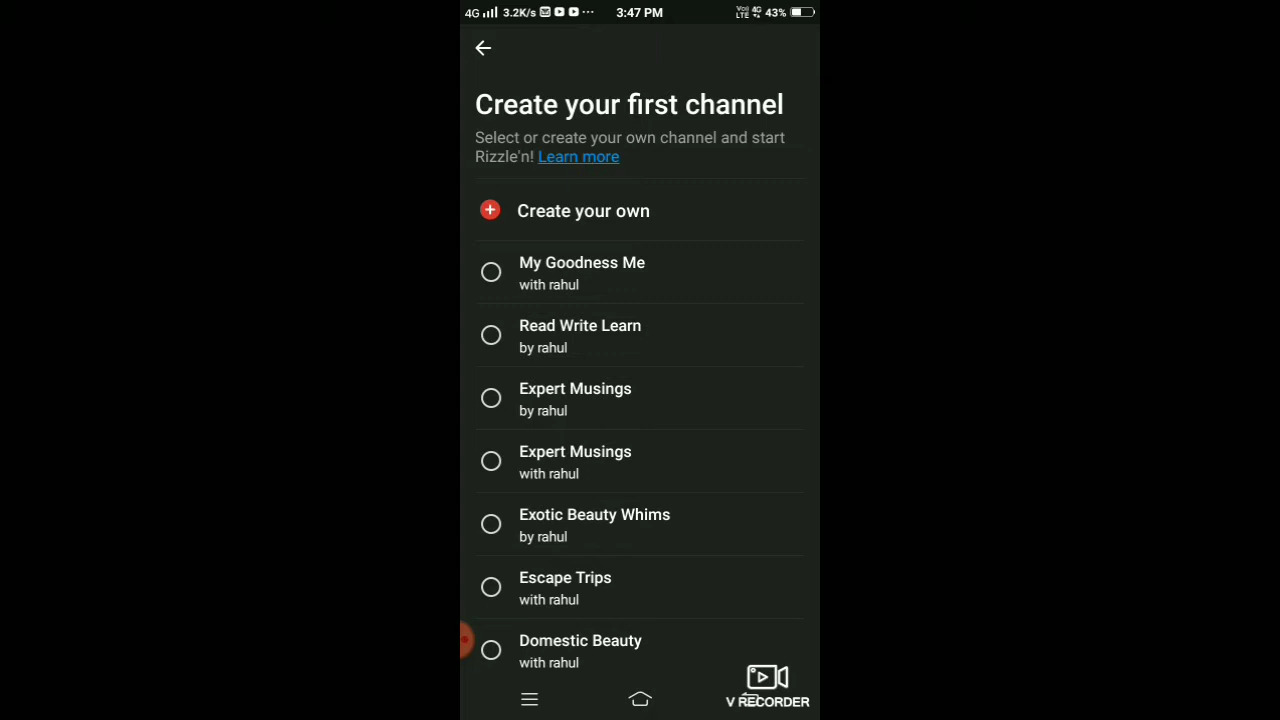 4G 3.2K/s ... 3:47 PM VoLTE 4G 43%
Create your first channel
Select or create your own channel and start
Rizzle'n! Learn more
Create your own
My Goodness Me
with rahul
Read Write Learn
by rahul
Expert Musings
by rahul
Expert Musings
with rahul
Exotic Beauty Whims
by rahul
Escape Trips
with rahul
Domestic Beauty
with rahul
V RECORDER